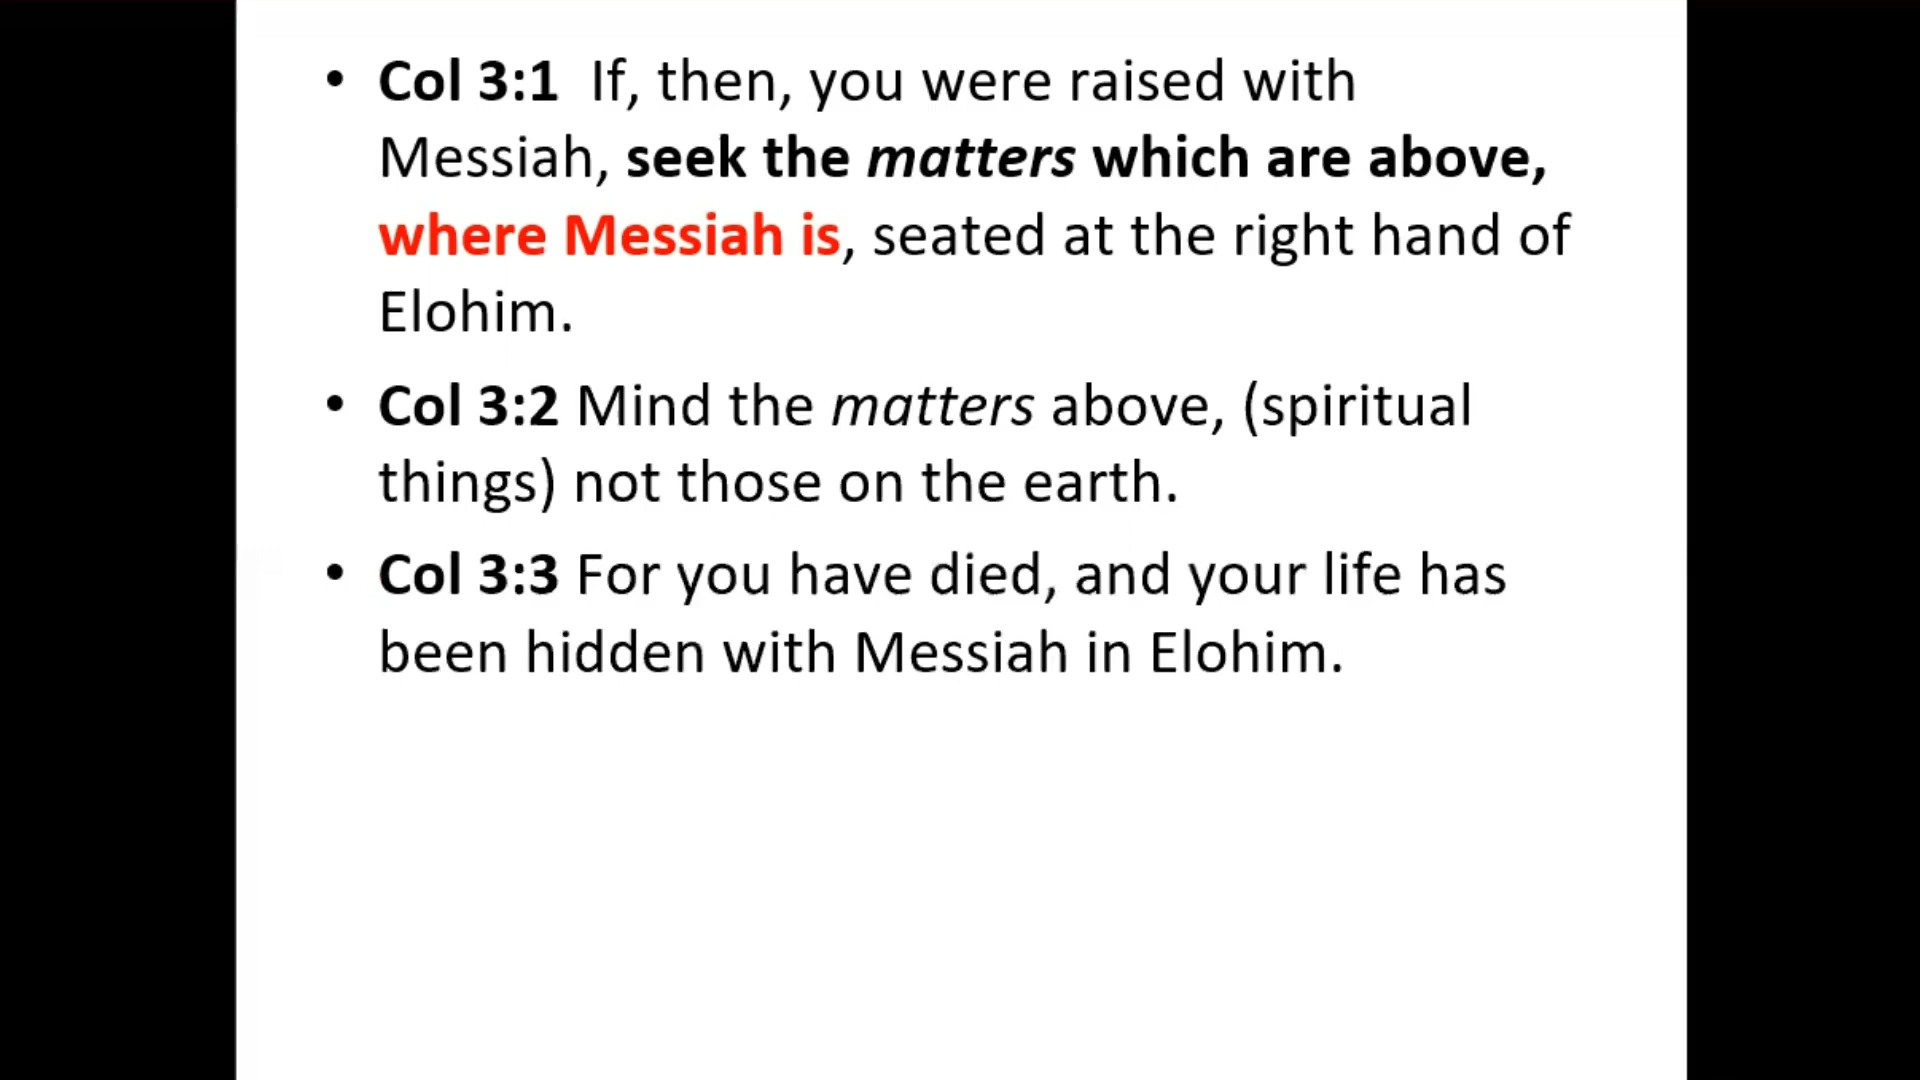 • Col 3:1  If, then, you were raised with
Messiah, seek the matters which are above,
where Messiah is, seated at the right hand of
Elohim.
• Col 3:2 Mind the matters above, (spiritual
things) not those on the earth.
• Col 3:3 For you have died, and your life has
been hidden with Messiah in Elohim.